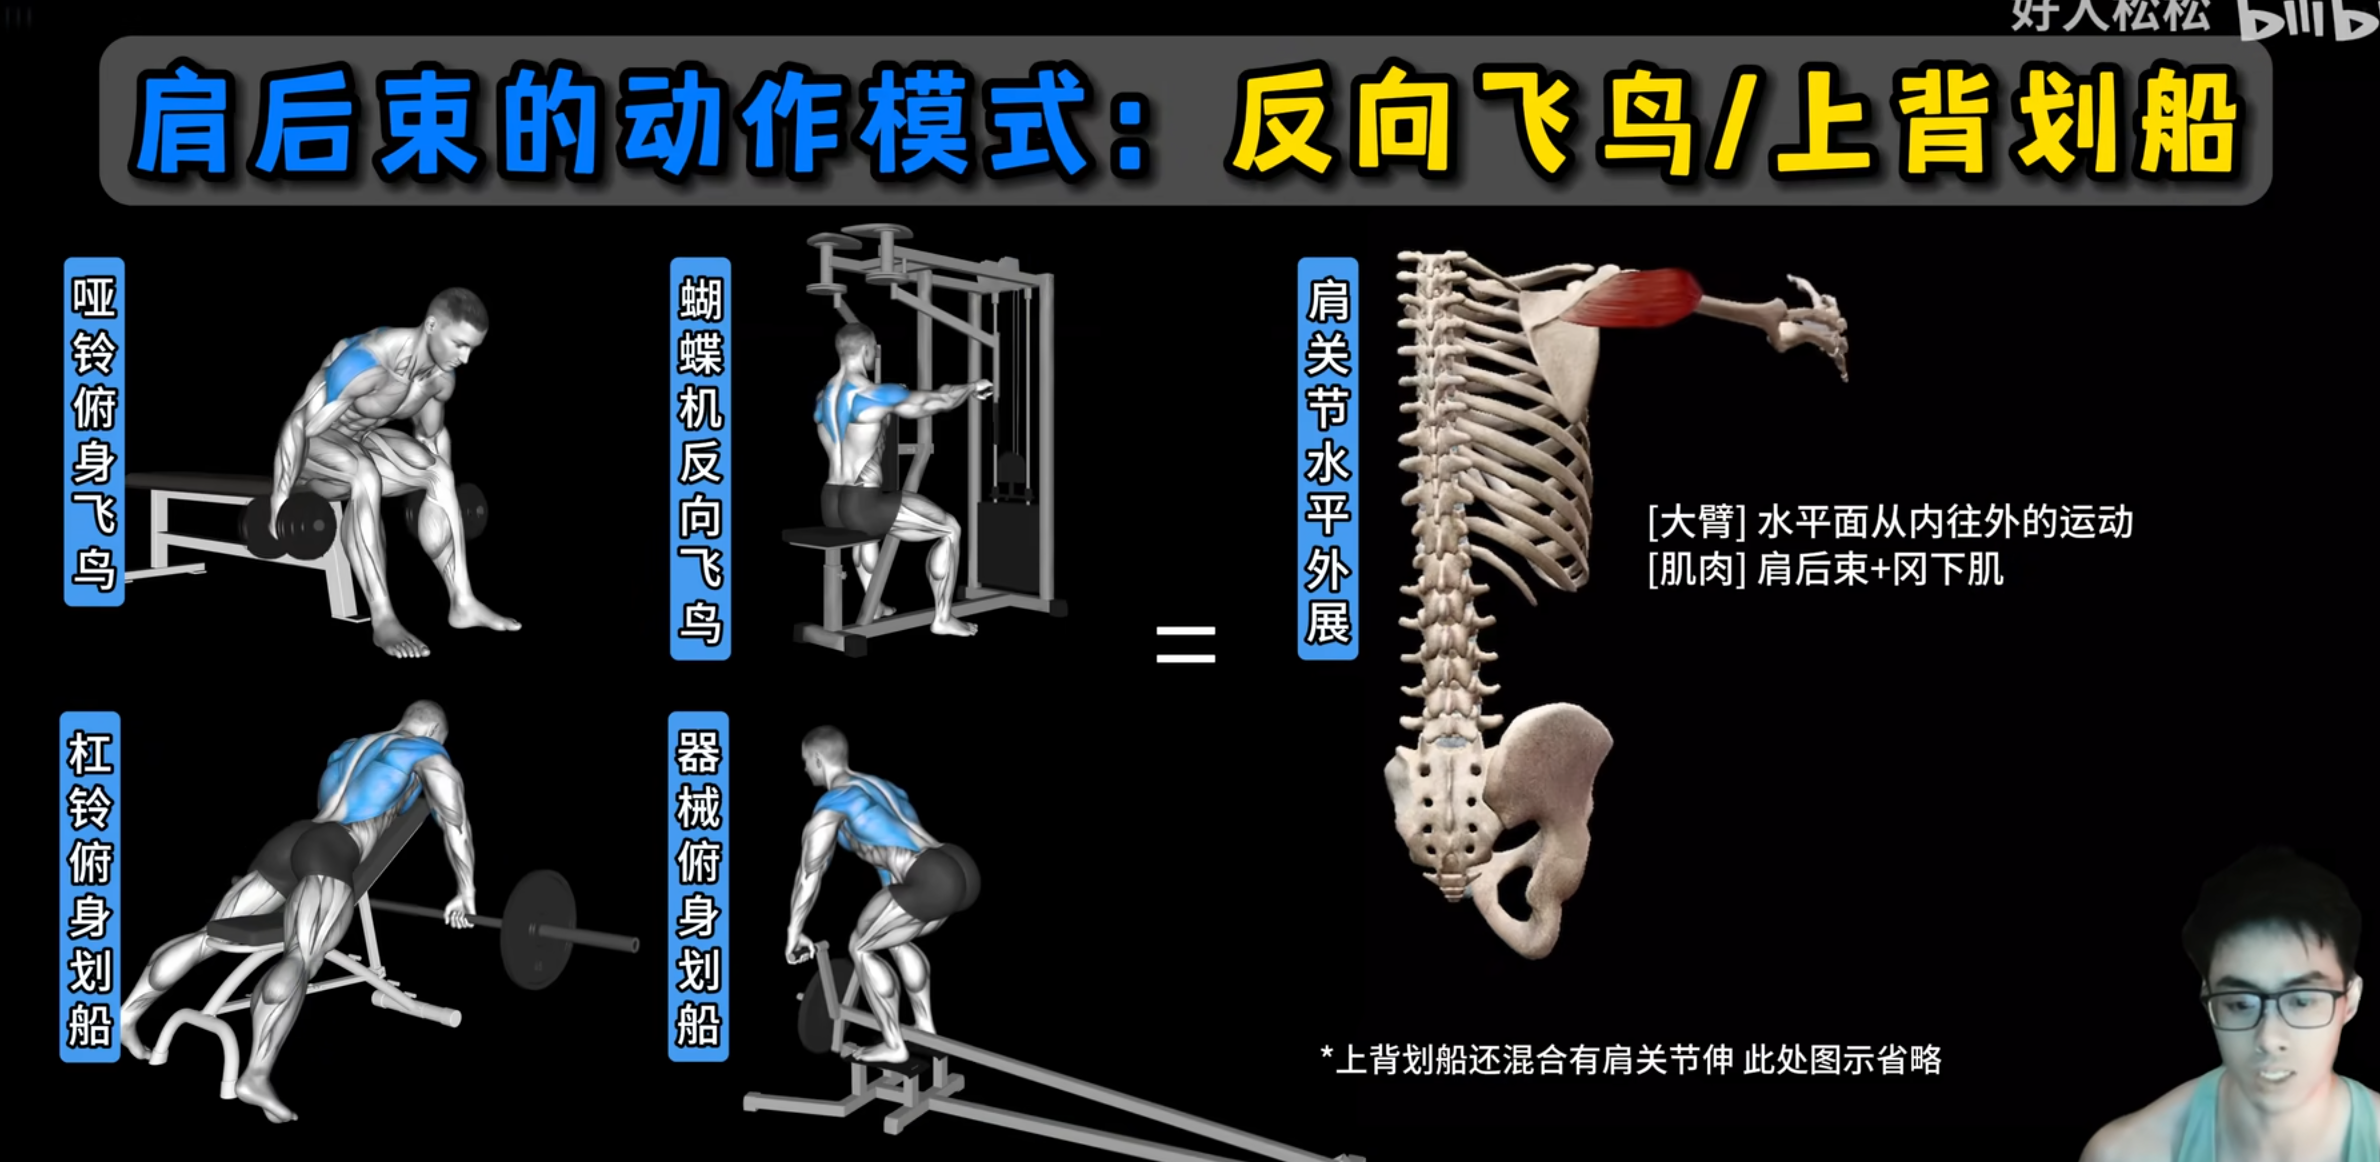 好人松松 bilibi
肩后束的动作模式：反向飞鸟/上背划船
哑铃俯身飞鸟
蝴蝶机反向飞鸟
肩关节水平外展
[大臂] 水平面从内往外的运动
[肌肉] 肩后束+冈下肌
=
杠铃俯身划船
器械俯身划船
*上背划船还混合有肩关节伸 此处图示省略